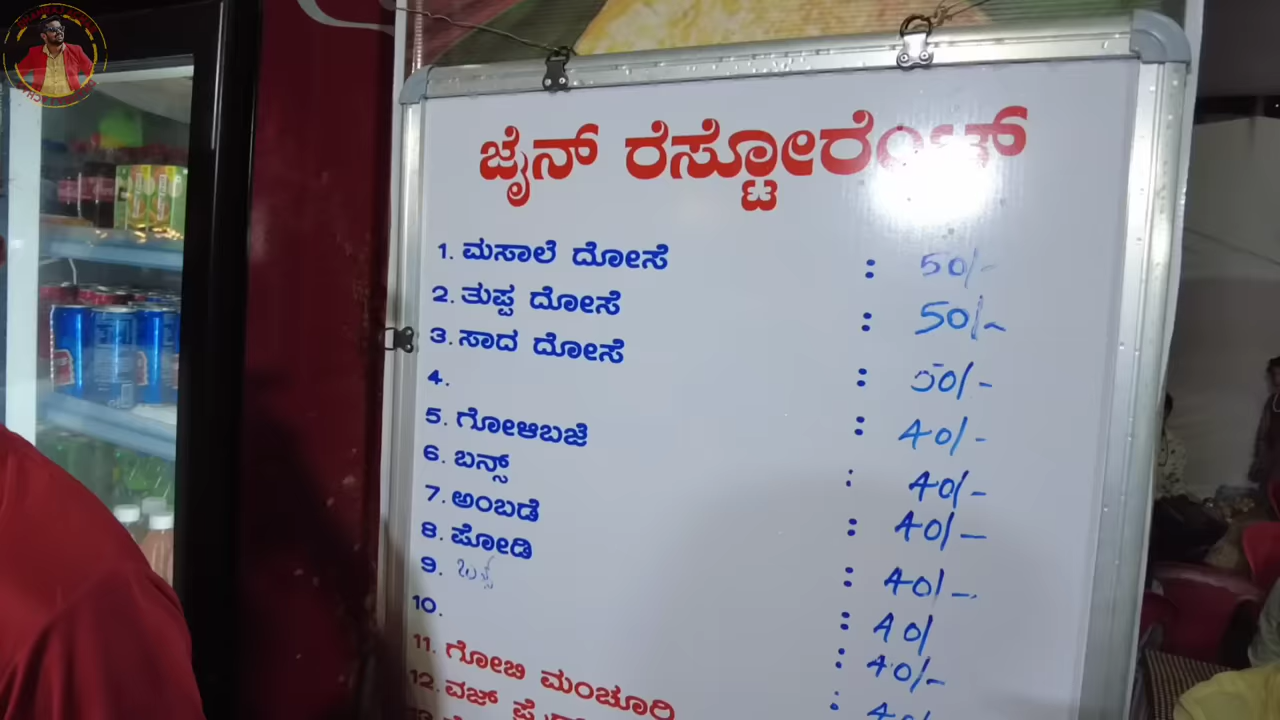 ಜೈನ್ ರೆಸ್ಟೋರೆಂಟ್
1. ಮಸಾಲೆ ದೋಸೆ : 50/-
2. ತುಪ್ಪ ದೋಸೆ : 50/-
3. ಸಾದ ದೋಸೆ : 50/-
4. : 40/-
5. ಗೋಳಿಬಜೆ : 40/-
6. ಬನ್ಸ್ : 40/-
7. ಅಂಬಡೆ : 40/-
8. ಪೋಡಿ : 40/
9. : 40/-
10.
11. ಗೋಬಿ ಮಂಚೂರಿ
12. ವೆಜ್